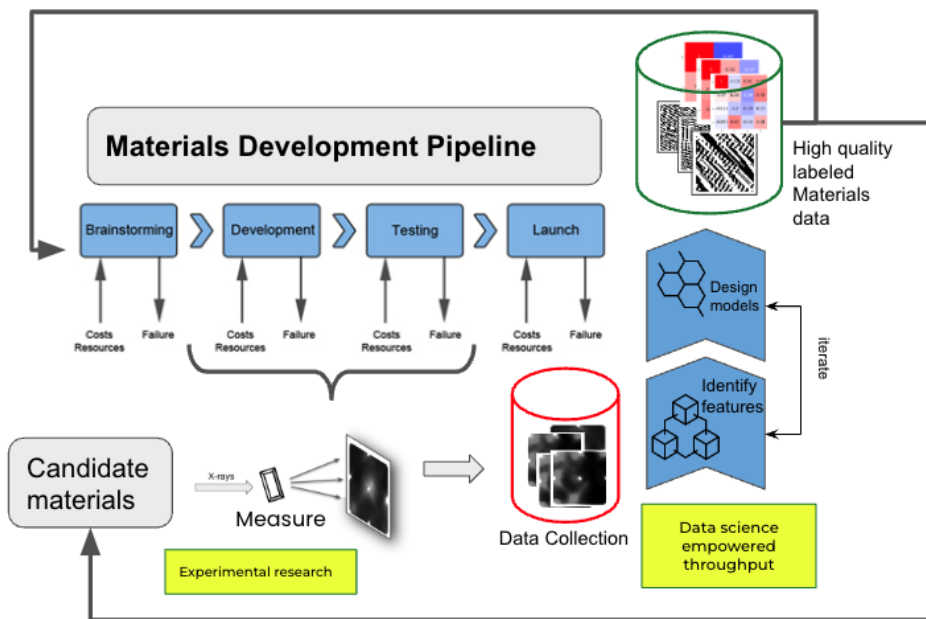 Materials Development Pipeline
Brainstorming
Development
Testing
Launch
Costs
Resources
Failure
Costs
Resources
Failure
Costs
Resources
Failure
Costs
Resources
Failure
High quality
labeled
Materials
data
Design
models
iterate
Identify
features
Candidate
materials
X-rays
Measure
Data Collection
Experimental research
Data science
empowered
throughput